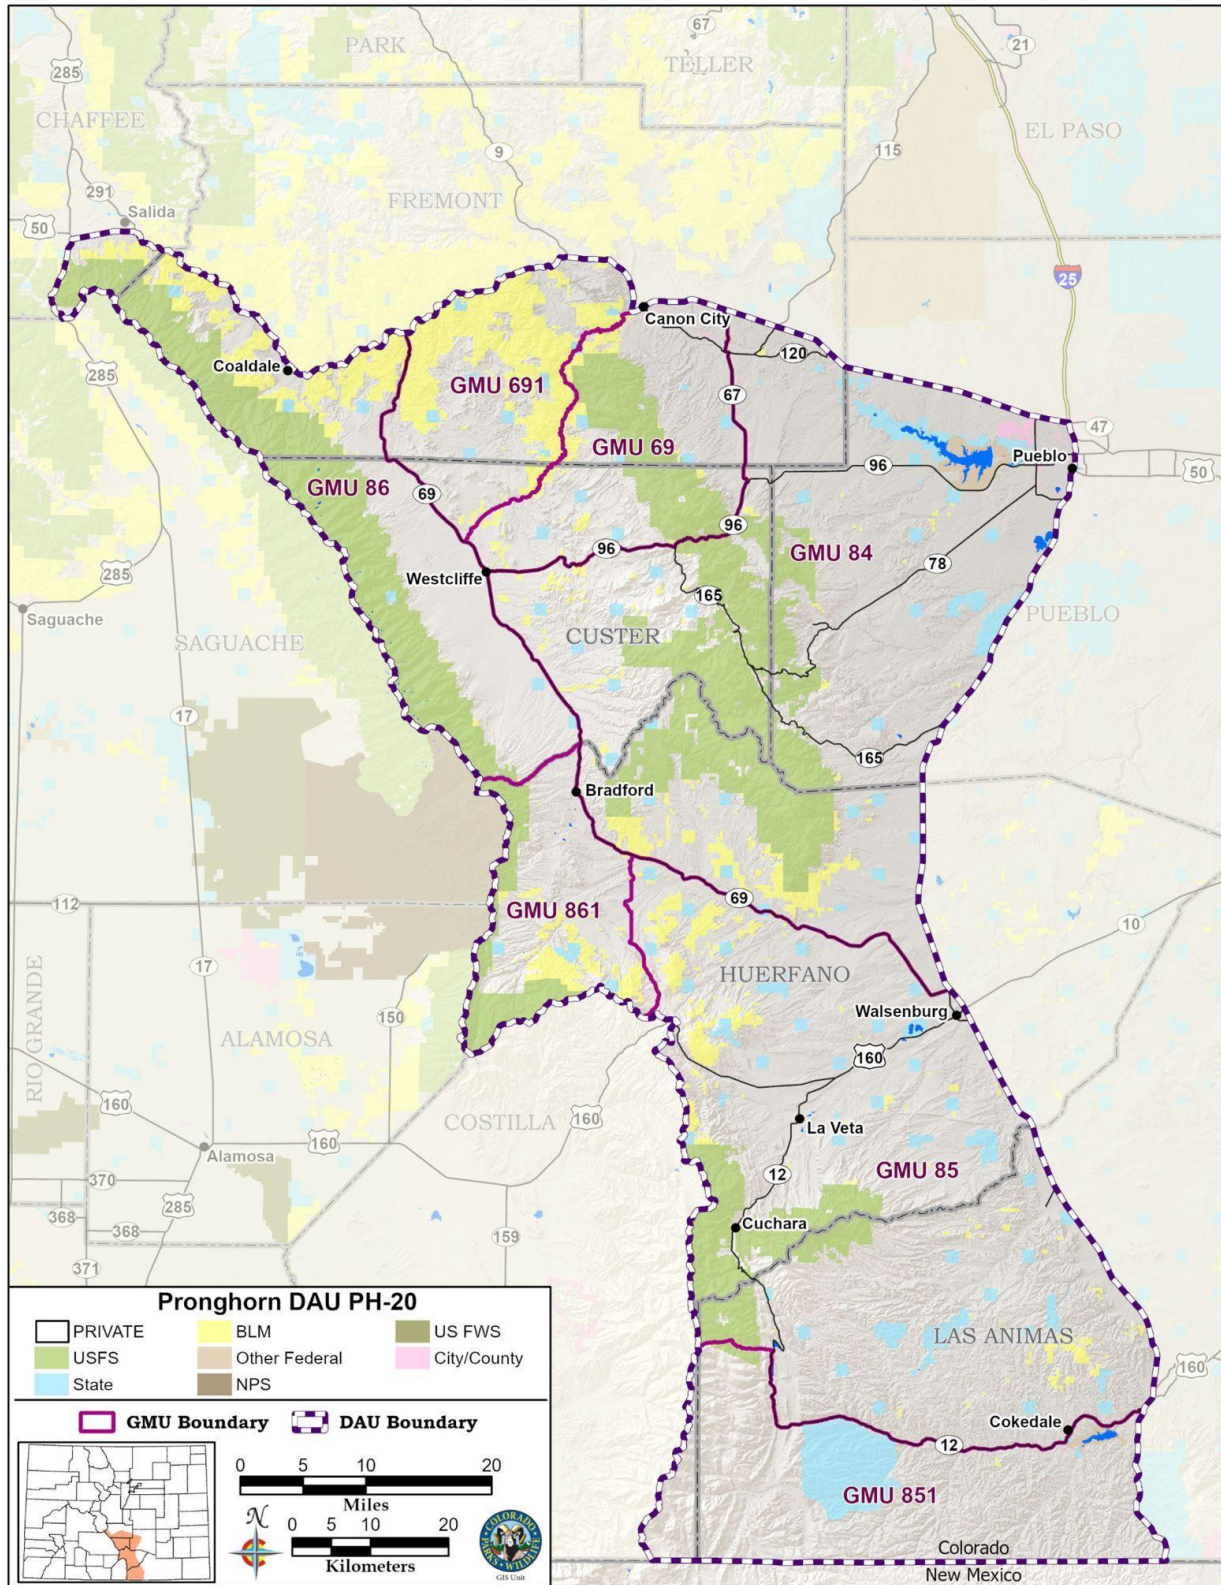 67
21
PARK
TELLER
285
CHAFFEE
EL PASO
115
9
291
FREMONT
Salida
50
25
Canon City
120
285
Coaldale
GMU 691
67
47
GMU 69
Pueblo
96
50
GMU 86
69
96
96
GMU 84
78
285
Westcliffe
165
Saguache
PUEBLO
CUSTER
SAGUACHE
17
165
Bradford
69
112
GMU 861
10
17
HUERFANO
RIO GRANDE
Walsenburg
150
ALAMOSA
160
160
COSTILLA
160
La Veta
160
Alamosa
GMU 85
12
370
285
368
368
Cuchara
159
371
Pronghorn DAU PH-20
PRIVATE
BLM
US FWS
USFS
Other Federal
City/County
State
NPS
LAS ANIMAS
160
GMU Boundary
DAU Boundary
Cokedale
12
0 5 10 20
Miles
GMU 851
N
0 5 10 20
Kilometers
COLORADO
PARKS & WILDLIFE
GIS Unit
Colorado
New Mexico